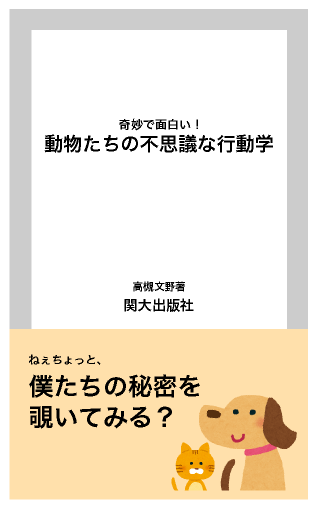 奇妙で面白い！
動物たちの不思議な行動学
高槻文野著
関大出版社
ねぇちょっと、
僕たちの秘密を
覗いてみる？